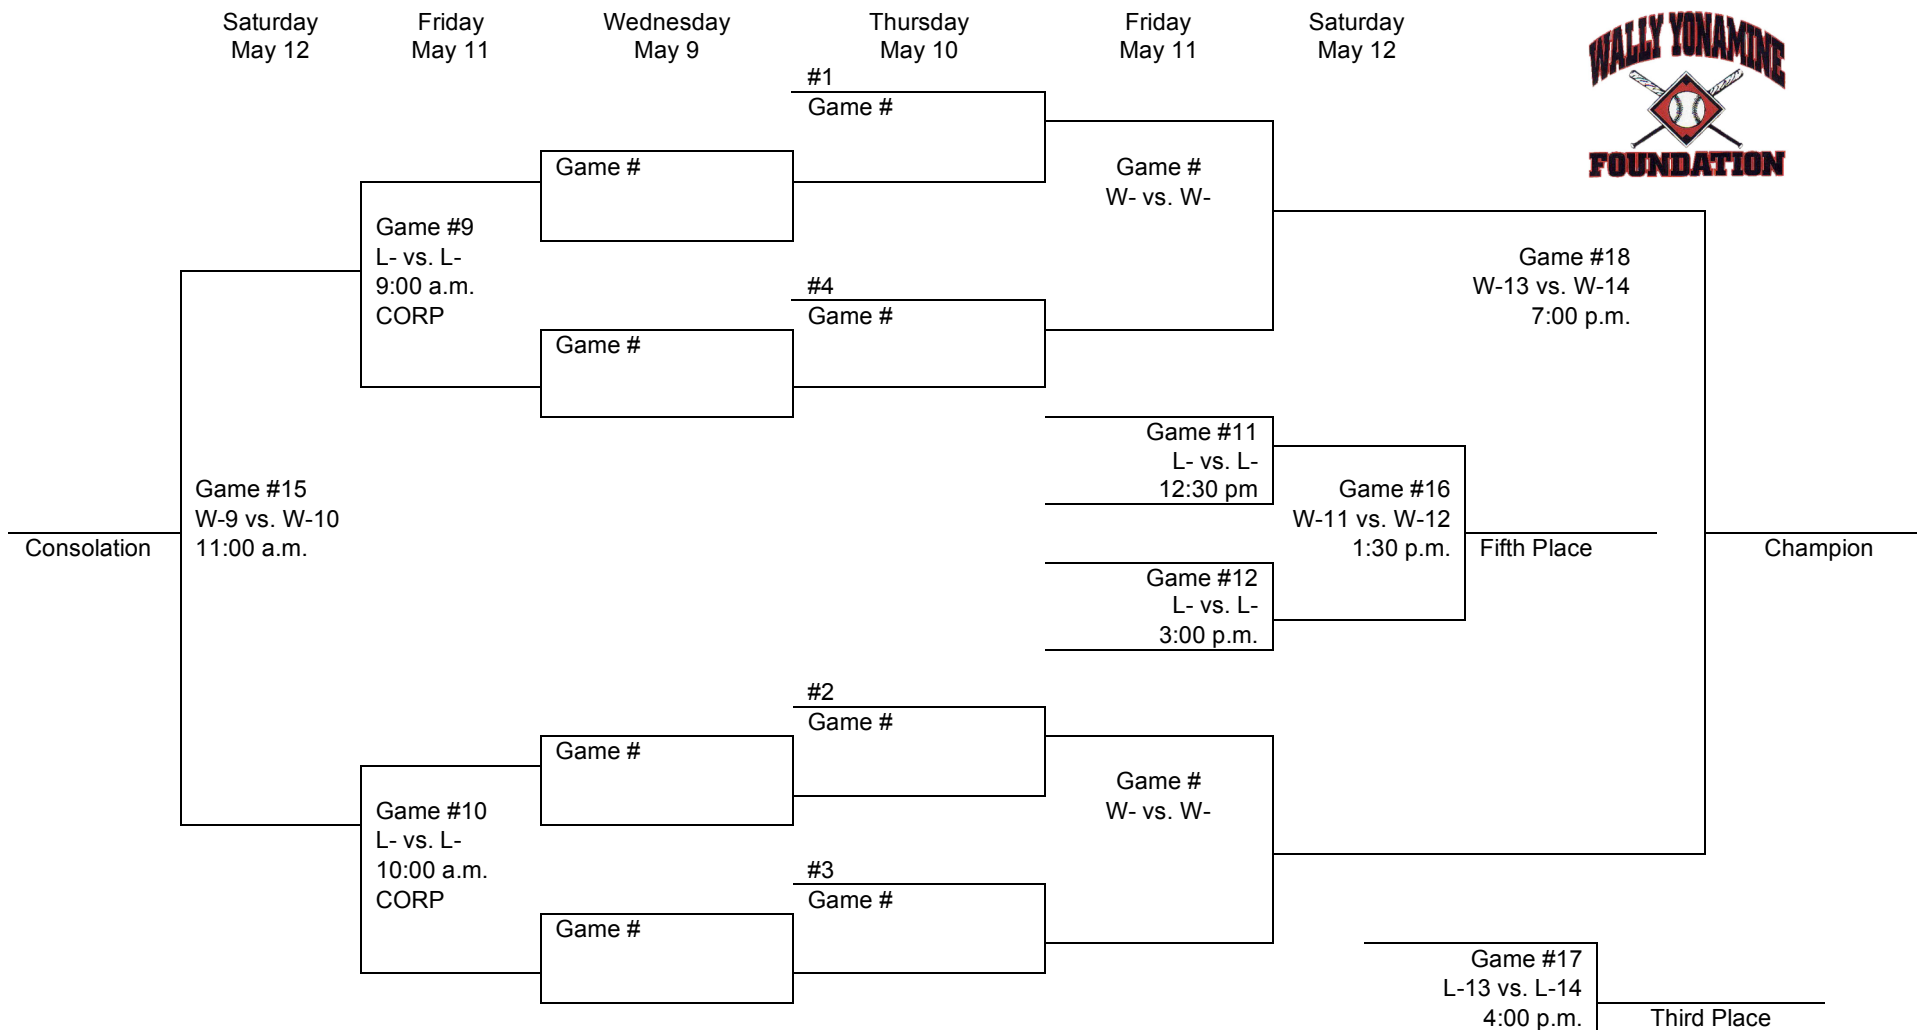 Saturday
May 12
Friday
May 11
Wednesday
May 9
Thursday
May 10
Friday
May 11
Saturday
May 12
WALLY YONAMINE
FOUNDATION
#1
Game #
Game #
Game #
W- vs. W-
Game #9
L- vs. L-
9:00 a.m.
CORP
#4
Game #
Game #
Game #18
W-13 vs. W-14
7:00 p.m.
Game #11
L- vs. L-
12:30 pm
Game #15
W-9 vs. W-10
11:00 a.m.
Consolation
Game #16
W-11 vs. W-12
1:30 p.m.
Fifth Place
Champion
Game #12
L- vs. L-
3:00 p.m.
#2
Game #
Game #
Game #
W- vs. W-
Game #10
L- vs. L-
10:00 a.m.
CORP
#3
Game #
Game #
Game #17
L-13 vs. L-14
4:00 p.m.
Third Place